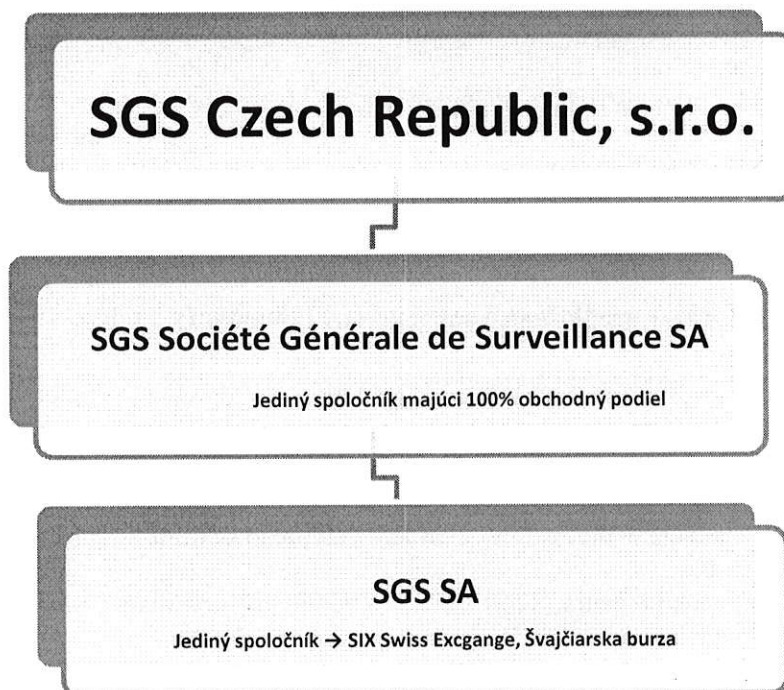 SGS Czech Republic, s.r.o.
SGS Société Générale de Surveillance SA
Jediný spoločník majúci 100% obchodný podiel
SGS SA
Jediný spoločník → SIX Swiss Excgange, Švajčiarska burza